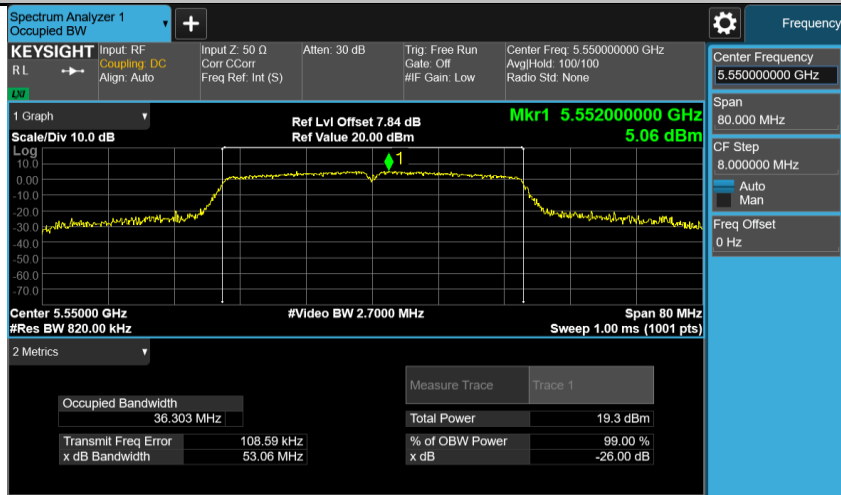 Spectrum Analyzer 1
Occupied BW
Frequency
KEYSIGHT
RL
LXI
Input: RF
Coupling: DC
Align: Auto
Input Z: 50 Ω
Corr CCorr
Freq Ref: Int (S)
Atten: 30 dB
Trig: Free Run
Gate: Off
#IF Gain: Low
Center Freq: 5.550000000 GHz
Avg|Hold: 100/100
Radio Std: None
Center Frequency
5.550000000 GHz
Span
80.000 MHz
CF Step
8.000000 MHz
Auto
Man
Freq Offset
0 Hz
1 Graph
Scale/Div 10.0 dB
Ref Lvl Offset 7.84 dB
Ref Value 20.00 dBm
Mkr1 5.552000000 GHz
5.06 dBm
Log
10.0
0.00
-10.0
-20.0
-30.0
-40.0
-50.0
-60.0
-70.0
1
Center 5.55000 GHz
#Video BW 2.7000 MHz
Span 80 MHz
#Res BW 820.00 kHz
Sweep 1.00 ms (1001 pts)
2 Metrics
Measure Trace
Trace 1
Occupied Bandwidth
36.303 MHz
Total Power 19.3 dBm
Transmit Freq Error 108.59 kHz
% of OBW Power 99.00 %
x dB Bandwidth 53.06 MHz
x dB -26.00 dB